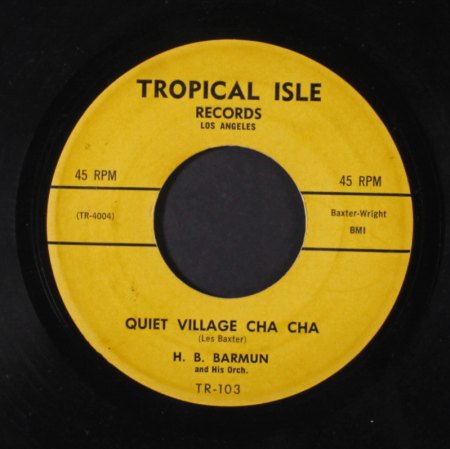 TROPICAL ISLE
RECORDS
LOS ANGELES
45 RPM
45 RPM
(TR-4004)
Baxter-Wright
BMI
QUIET VILLAGE CHA CHA
(Les Baxter)
H. B. BARMUN
and His Orch.
TR-103